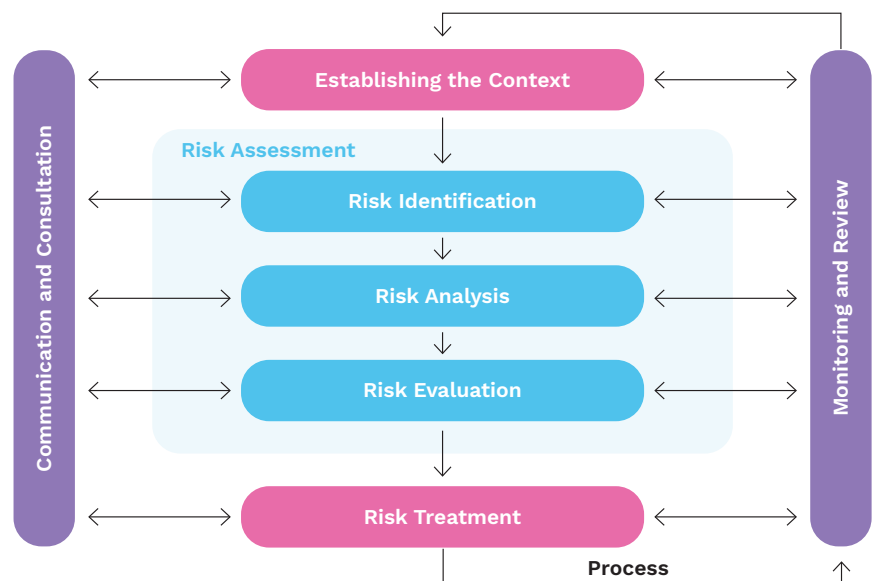 Establishing the Context
Risk Assessment
Risk Identification
Risk Analysis
Risk Evaluation
Risk Treatment
Process
Communication and Consultation
Monitoring and Review